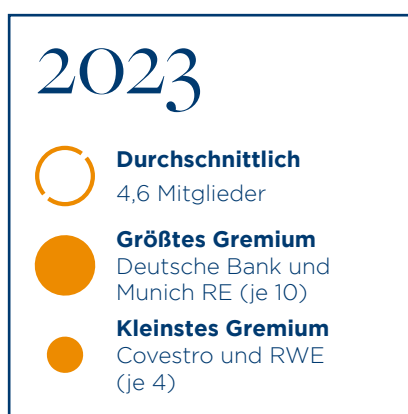 2023
Durchschnittlich
4,6 Mitglieder
Größtes Gremium
Deutsche Bank und
Munich RE (je 10)
Kleinstes Gremium
Covestro und RWE
(je 4)